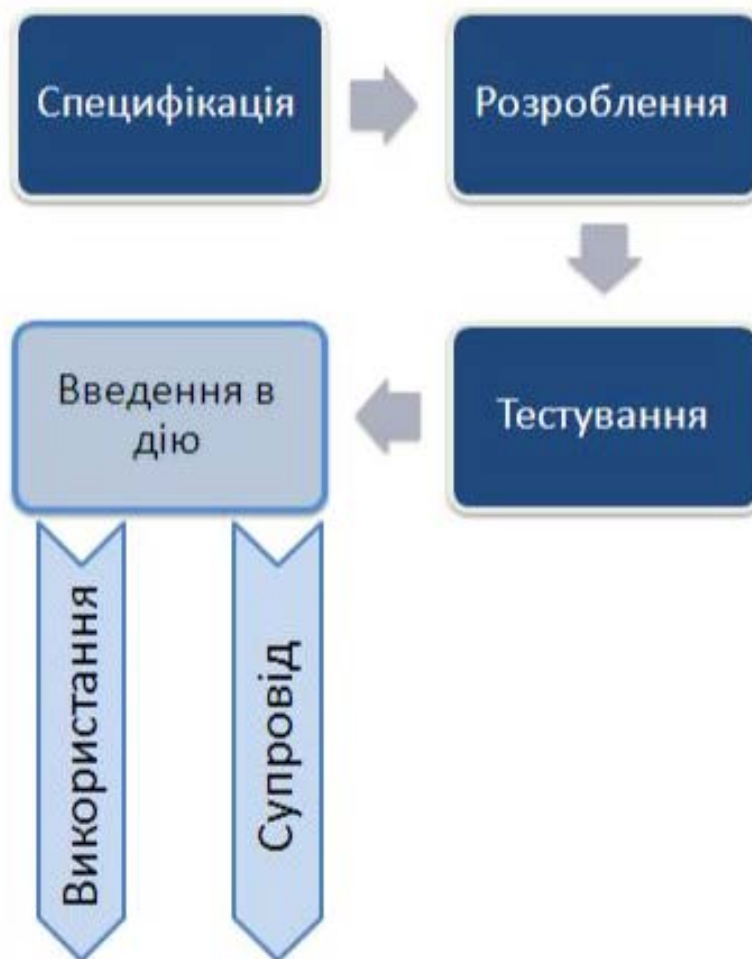 Специфікація
Розроблення
Тестування
Введення в
дію
Використання
Супровід